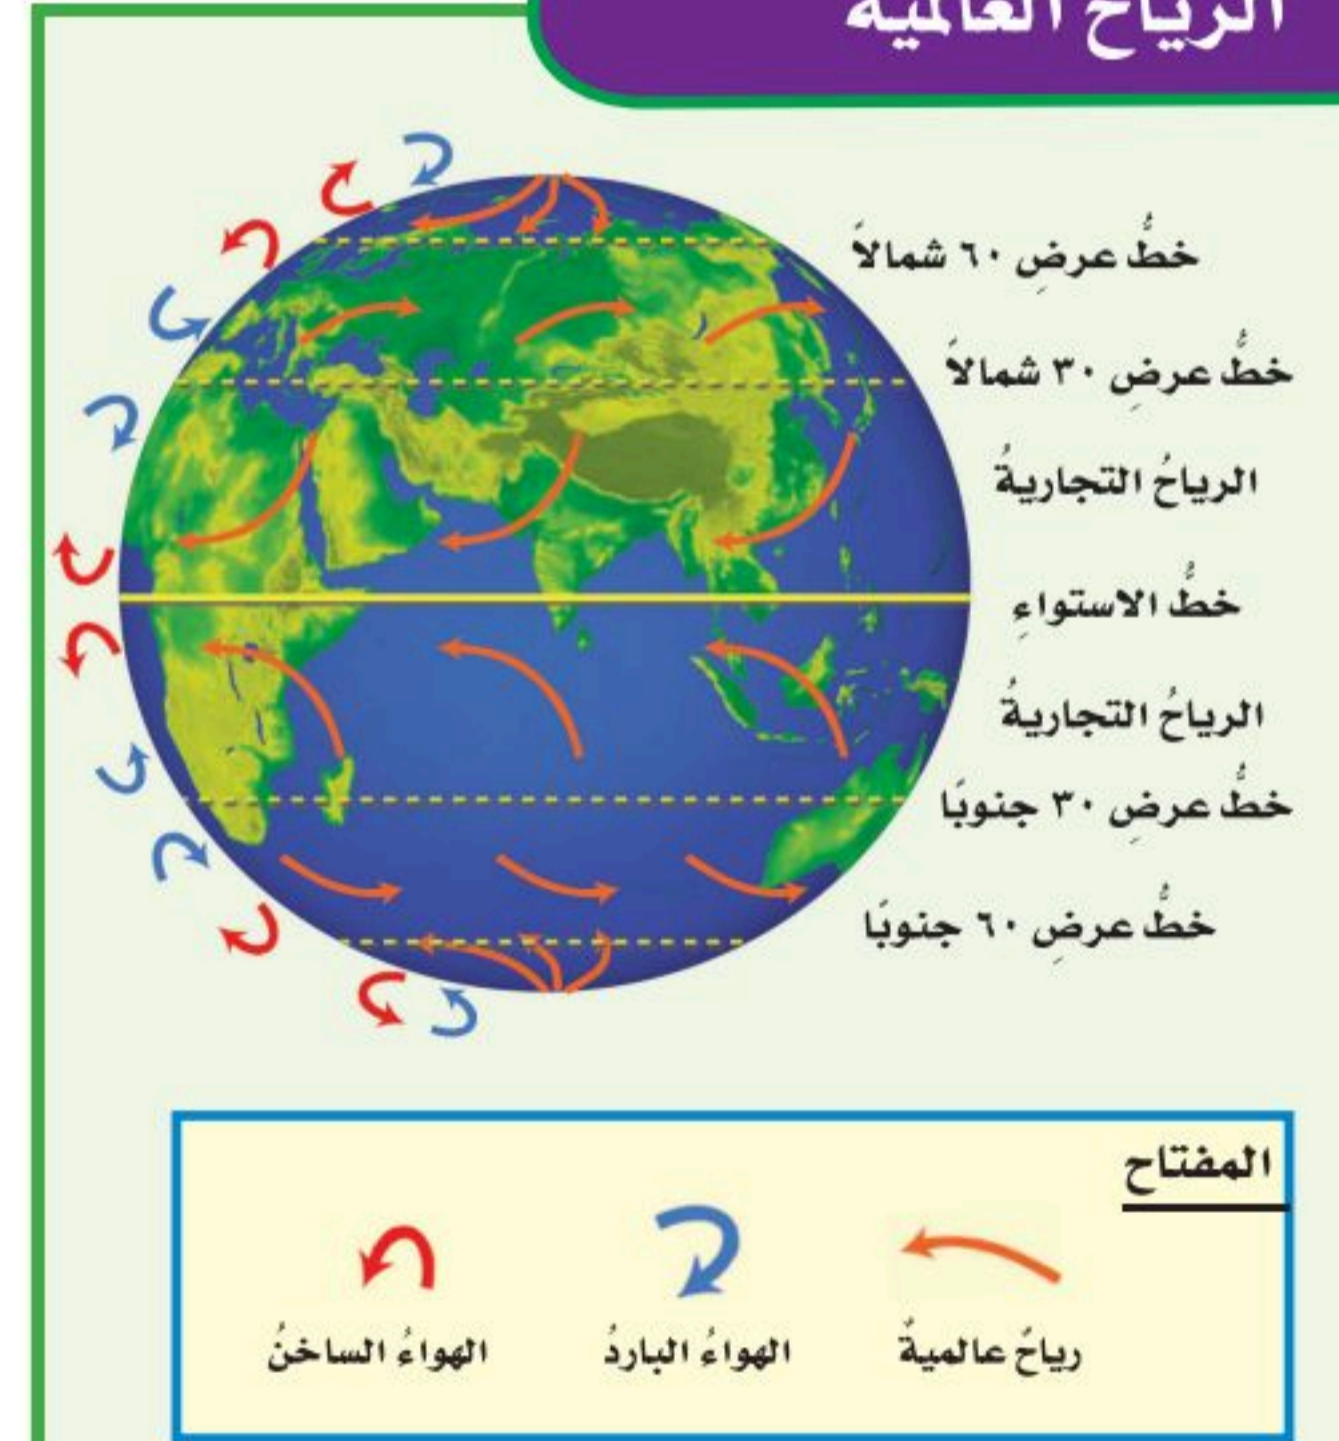 الرياح العالمية
خطُّ عرضِ ٦٠ شمالاً
خطُّ عرضِ ٣٠ شمالاً
الرياحُ التجاريةُ
خطُّ الاستواءِ
الرياحُ التجاريةُ
خطُّ عرضِ ٣٠ جنوبًا
خطُّ عرضِ ٦٠ جنوبًا
المفتاح
رياحٌ عالميةٌ
الهواءُ الباردُ
الهواءُ الساخنُ